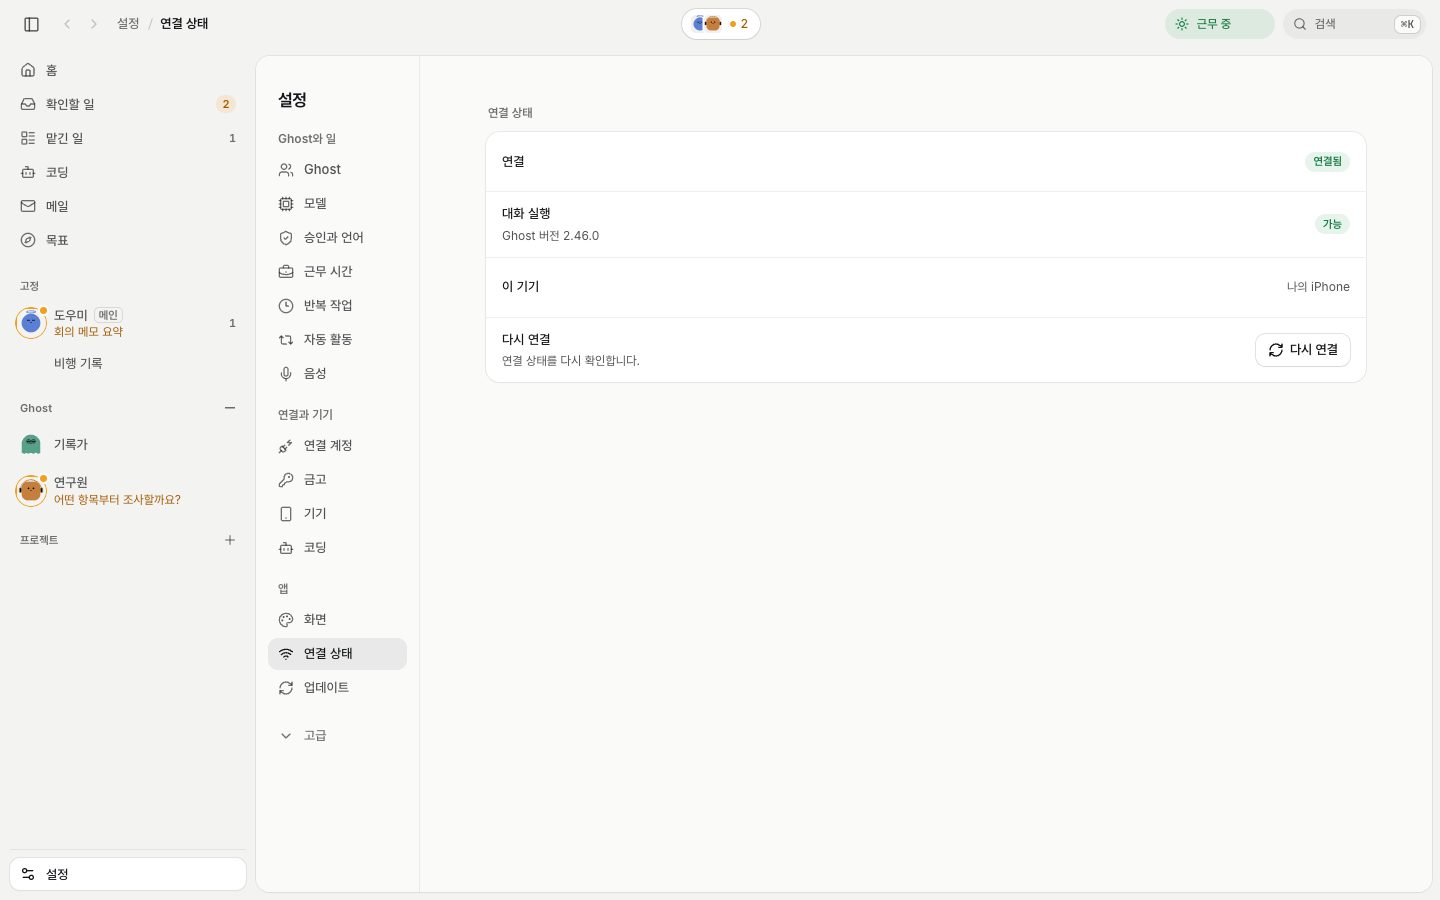 설정 / 연결 상태
2
근무 중
검색
⌘K
홈
확인할 일
2
맡긴 일
1
코딩
메일
목표
고정
도우미
메인
회의 메모 요약
1
비행 기록
Ghost
기록가
연구원
어떤 항목부터 조사할까요?
프로젝트
설정
설정
Ghost와 일
Ghost
모델
승인과 언어
근무 시간
반복 작업
자동 활동
음성
연결과 기기
연결 계정
금고
기기
코딩
앱
화면
연결 상태
업데이트
고급
연결 상태
연결
연결됨
대화 실행
Ghost 버전 2.46.0
가능
이 기기
나의 iPhone
다시 연결
연결 상태를 다시 확인합니다.
다시 연결